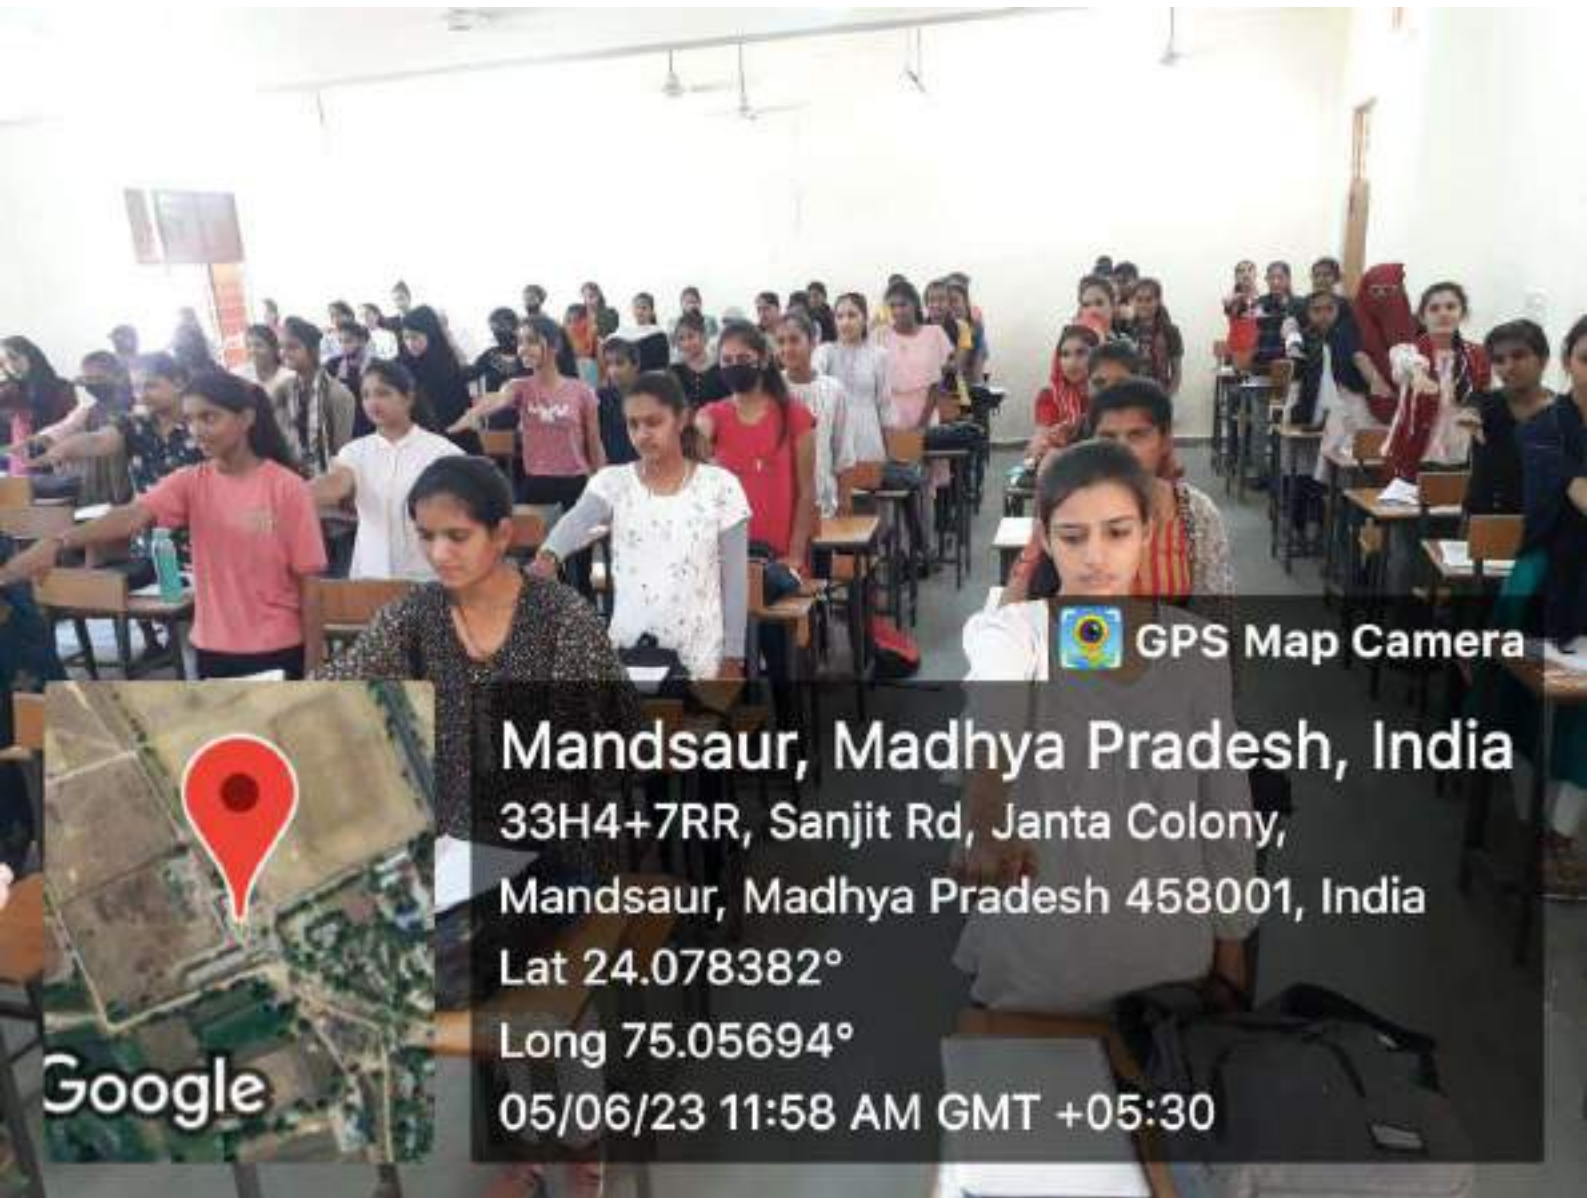 GPS Map Camera
Mandsaur, Madhya Pradesh, India
33H4+7RR, Sanjit Rd, Janta Colony,
Mandsaur, Madhya Pradesh 458001, India
Lat 24.078382°
Long 75.05694°
05/06/23 11:58 AM GMT +05:30
Google